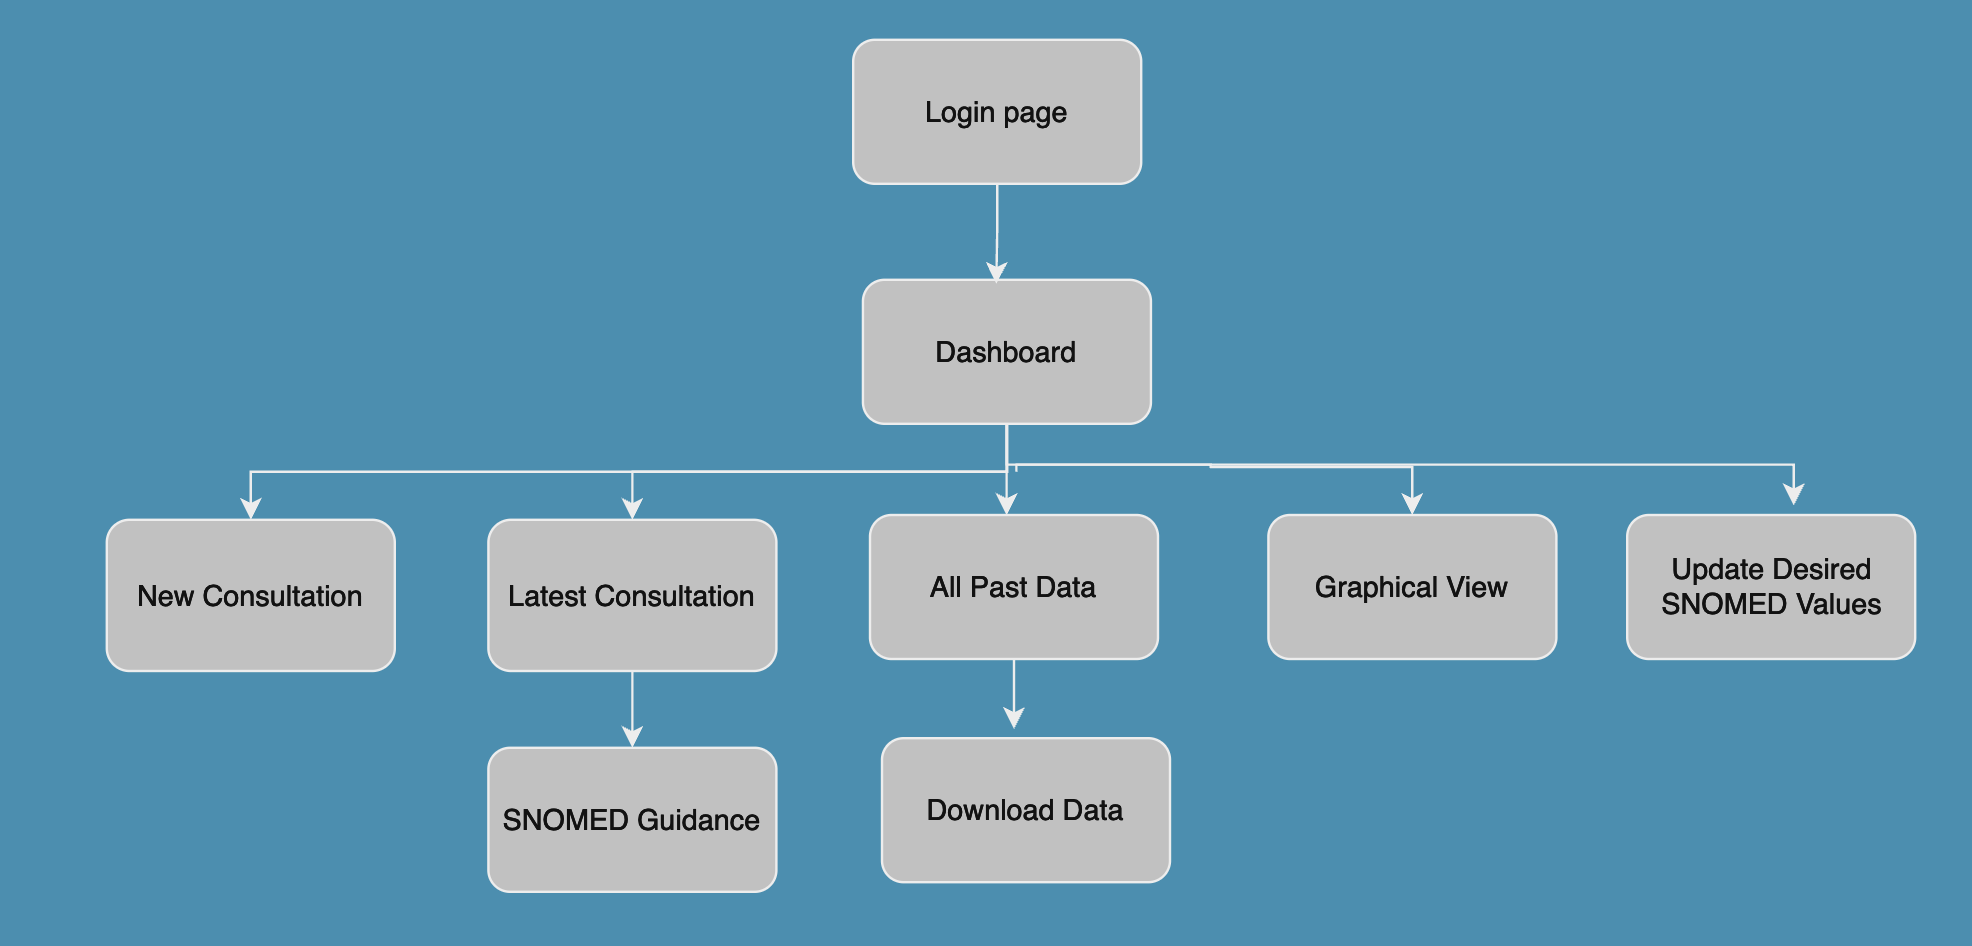 Login page
Dashboard
New Consultation
Latest Consultation
All Past Data
Graphical View
Update Desired
SNOMED Values
SNOMED Guidance
Download Data